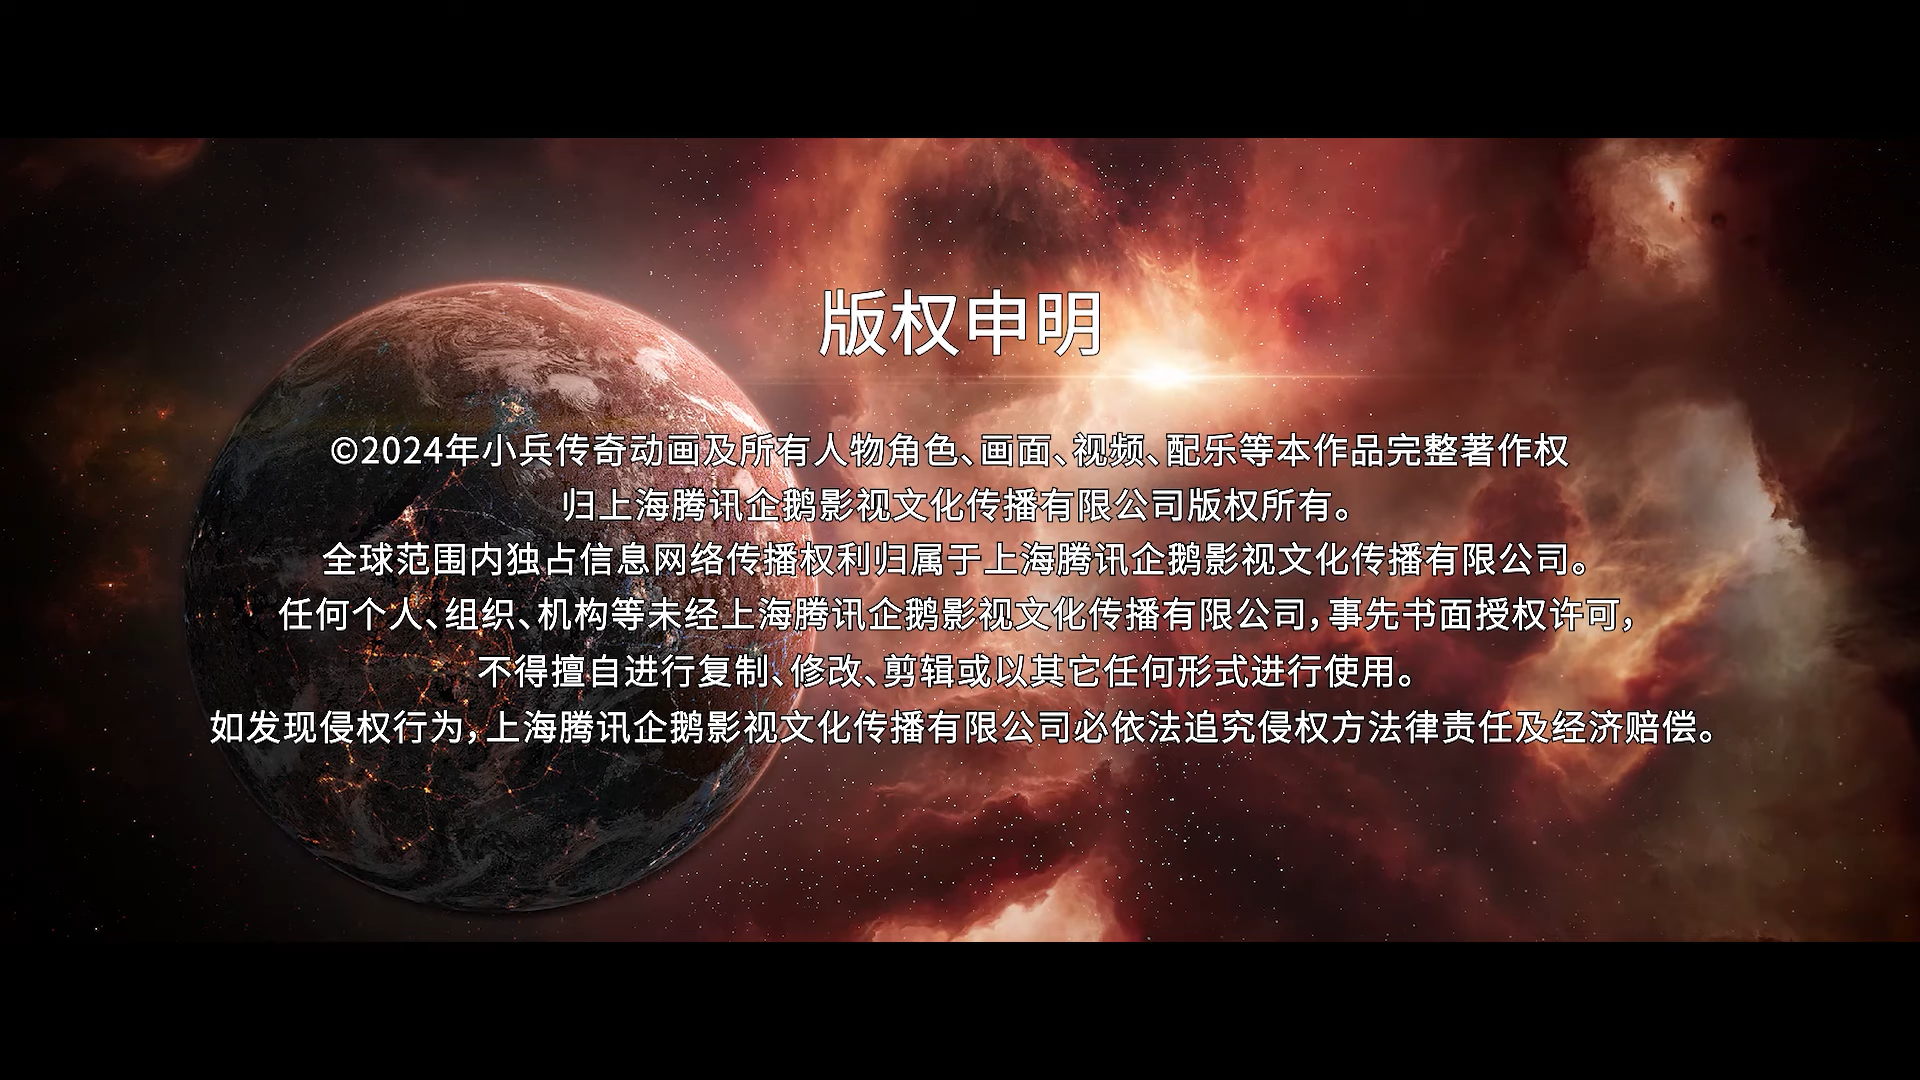 版权申明
©2024年小兵传奇动画及所有人物角色、画面、视频、配乐等本作品完整著作权
归上海腾讯企鹅影视文化传播有限公司版权所有。
全球范围内独占信息网络传播权利归属于上海腾讯企鹅影视文化传播有限公司。
任何个人、组织、机构等未经上海腾讯企鹅影视文化传播有限公司，事先书面授权许可，
不得擅自进行复制、修改、剪辑或以其它任何形式进行使用。
如发现侵权行为，上海腾讯企鹅影视文化传播有限公司必依法追究侵权方法律责任及经济赔偿。